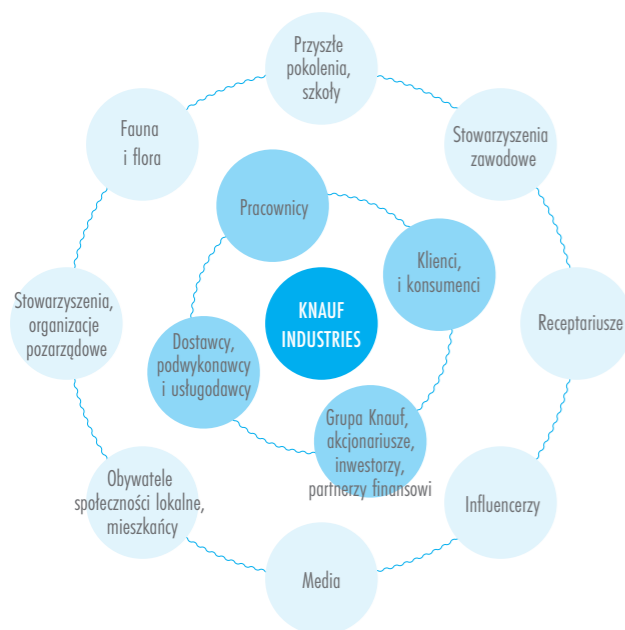 Przyszłe
pokolenia,
szkoły
Fauna
i flora
Stowarzyszenia
zawodowe
Pracownicy
Klienci,
i konsumenci
Stowarzyszenia,
organizacje
pozarządowe
KNAUF
INDUSTRIES
Receptariusze
Dostawcy,
podwykonawcy
i usługodawcy
Grupa Knauf,
akcjonariusze,
inwestorzy,
partnerzy finansowi
Obywatele
społeczności lokalne,
mieszkańcy
Influencerzy
Media